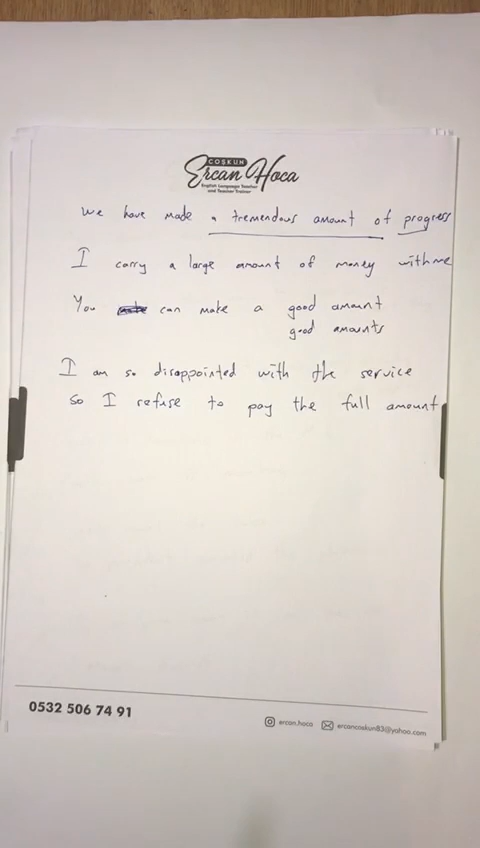 COSKUN
Ercan Hoca
English Language Teacher
and Teacher Trainer
We have made a tremendous amount of progress
I carry a large amount of money with me
You can make a good amount
good amounts
I am so disappointed with the service
so I refuse to pay the full amount
0532 506 74 91
ercan.hoca ercancoskun83@yahoo.com